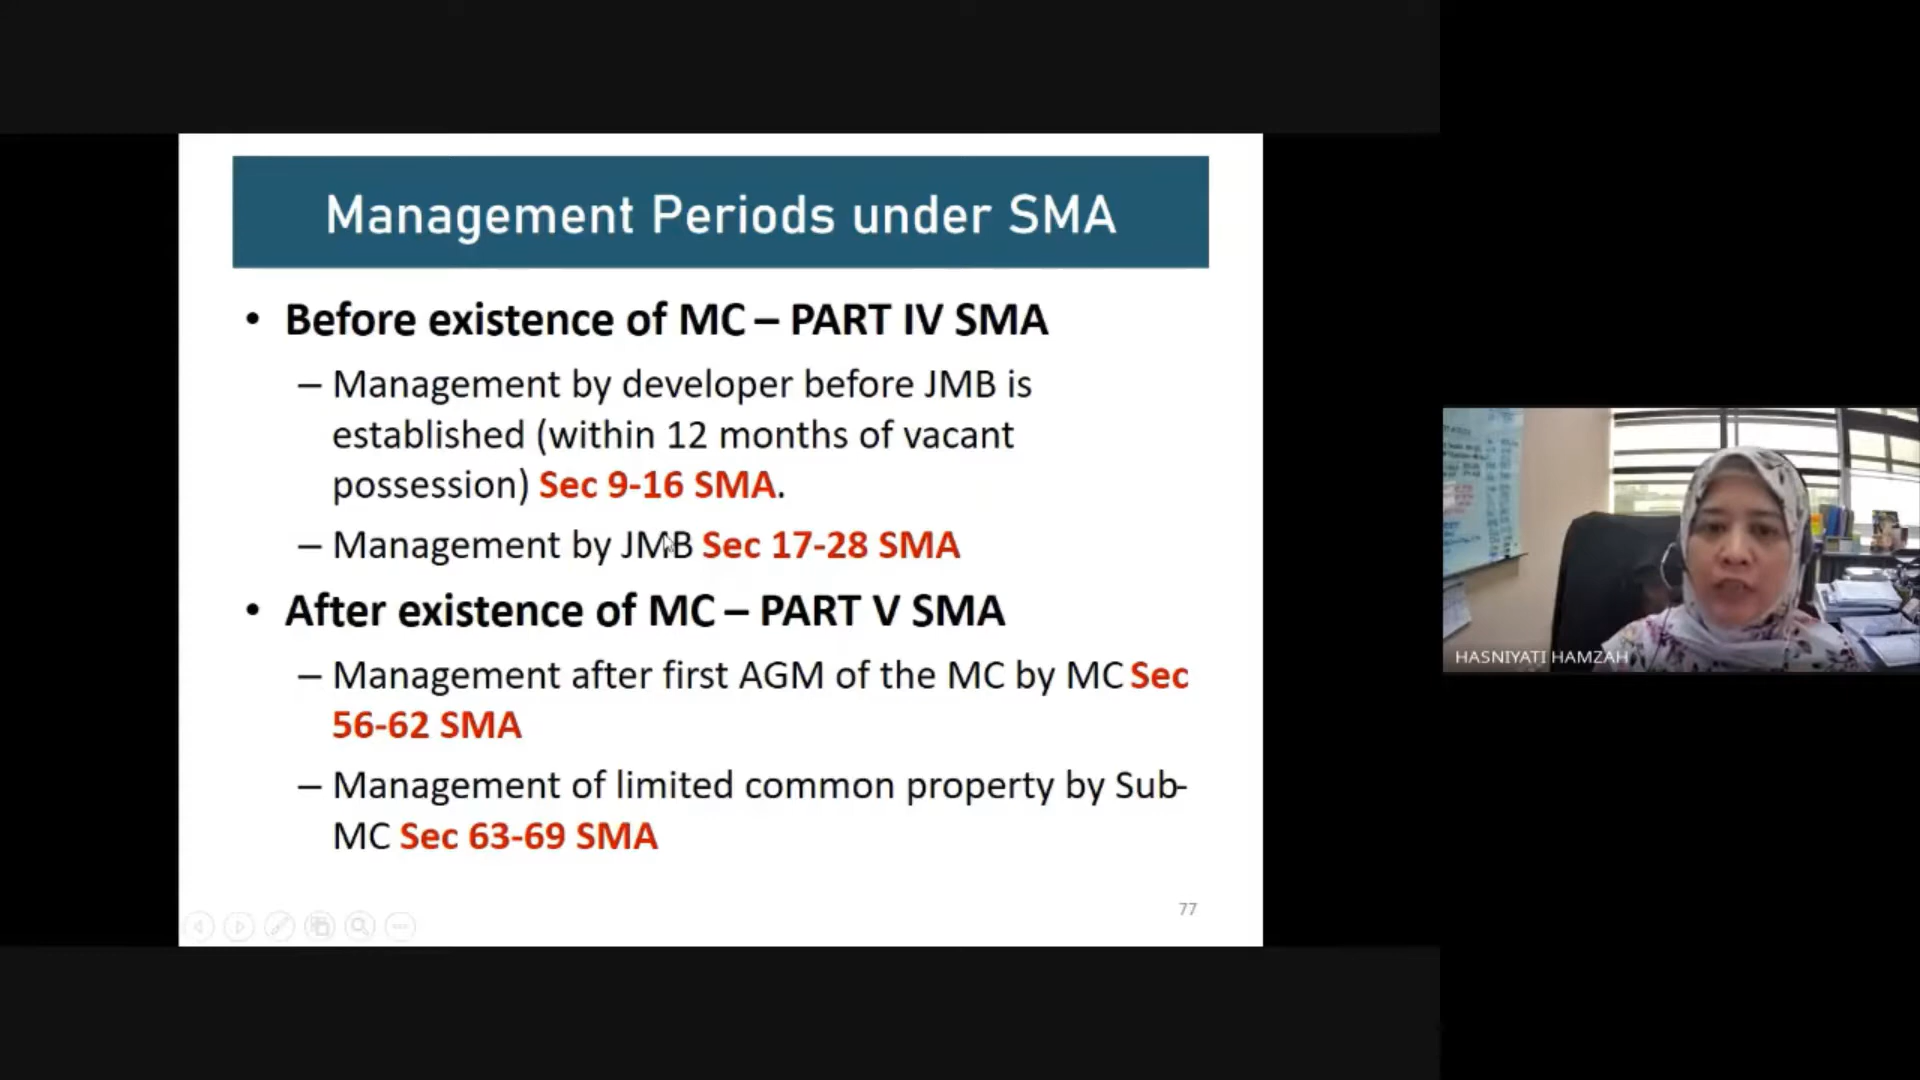 Management Periods under SMA
• Before existence of MC – PART IV SMA
– Management by developer before JMB is
established (within 12 months of vacant
possession) Sec 9-16 SMA.
– Management by JMB Sec 17-28 SMA
• After existence of MC – PART V SMA
– Management after first AGM of the MC by MC Sec
56-62 SMA
– Management of limited common property by Sub-
MC Sec 63-69 SMA
77
HASNIYATI HAMZAH